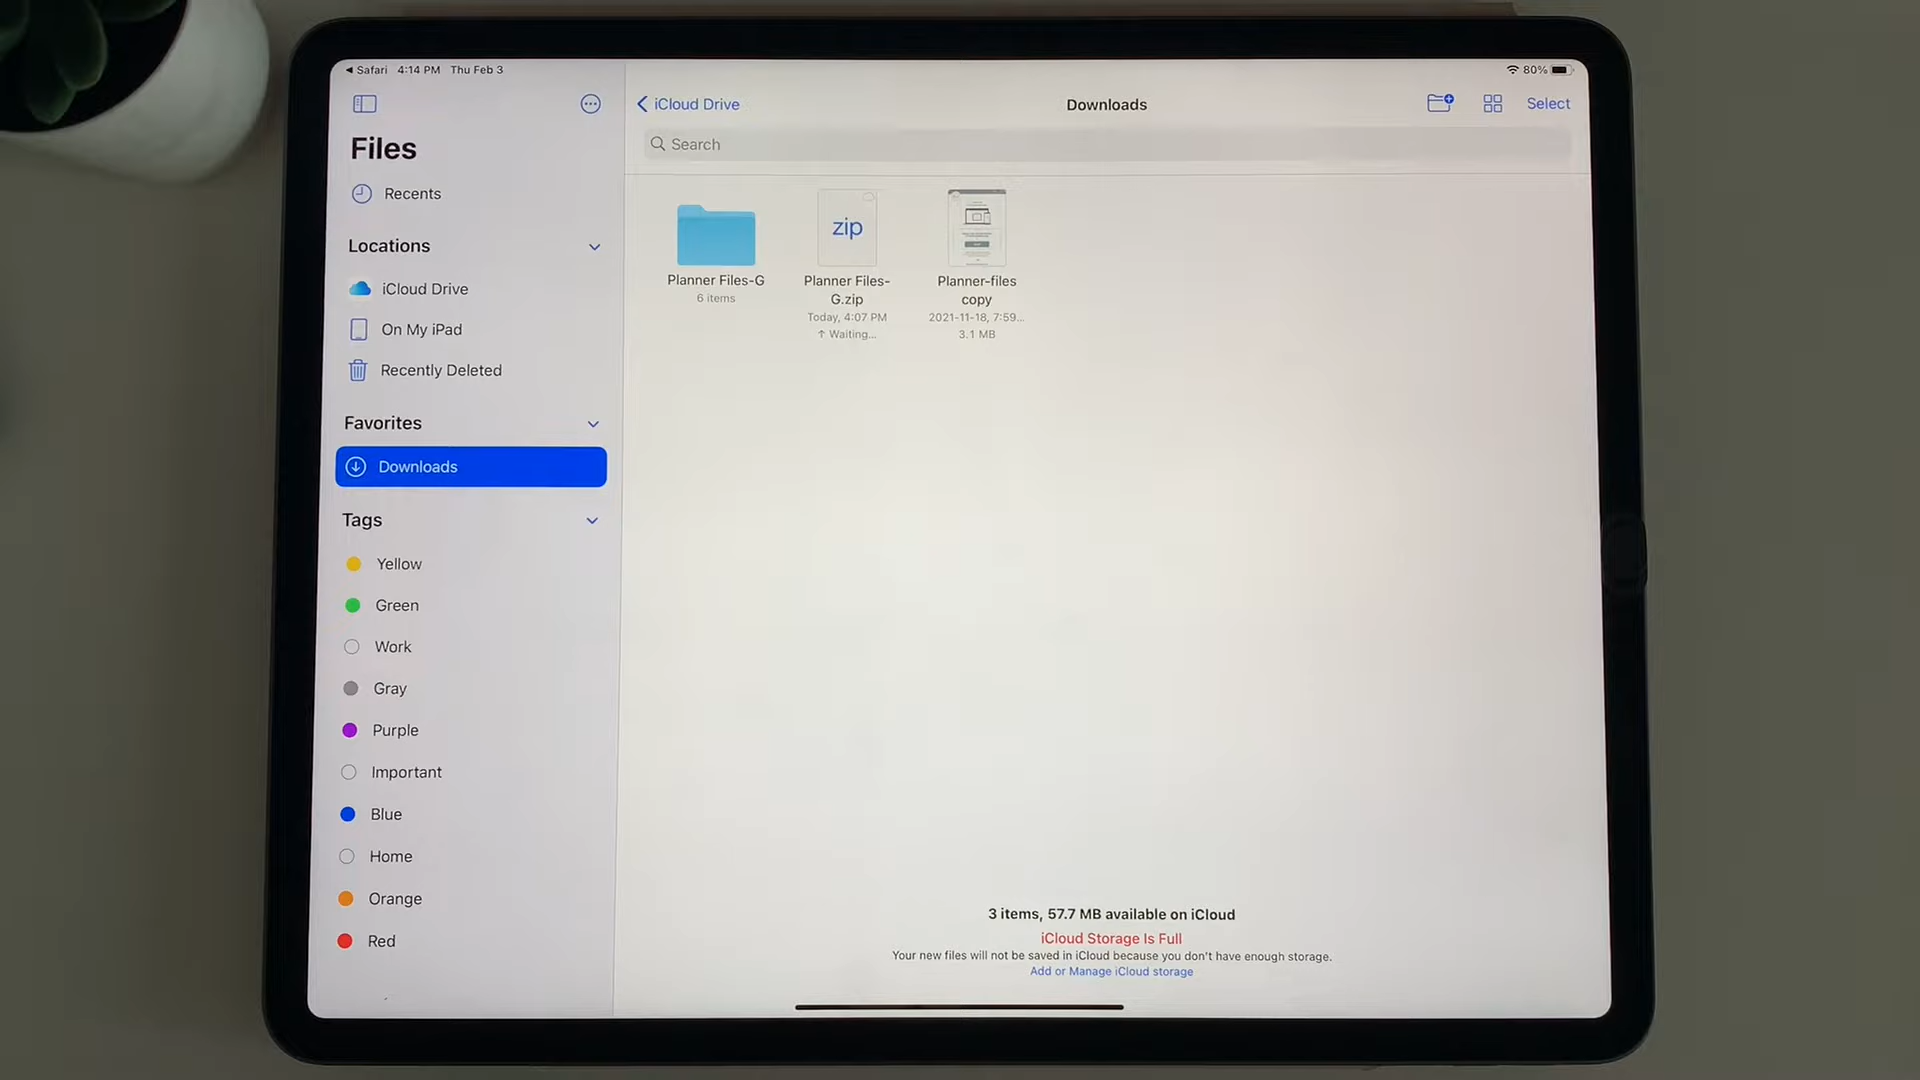 Safari 4:14 PM Thu Feb 3
80%
Files
Recents
Locations
iCloud Drive
On My iPad
Recently Deleted
Favorites
Downloads
Tags
Yellow
Green
Work
Gray
Purple
Important
Blue
Home
Orange
Red
iCloud Drive
Downloads
Select
Search
Planner Files-G
6 items
zip
Planner Files-
G.zip
Today, 4:07 PM
↑ Waiting...
Planner-files
copy
2021-11-18, 7:59...
3.1 MB
3 items, 57.7 MB available on iCloud
iCloud Storage Is Full
Your new files will not be saved in iCloud because you don't have enough storage.
Add or Manage iCloud storage